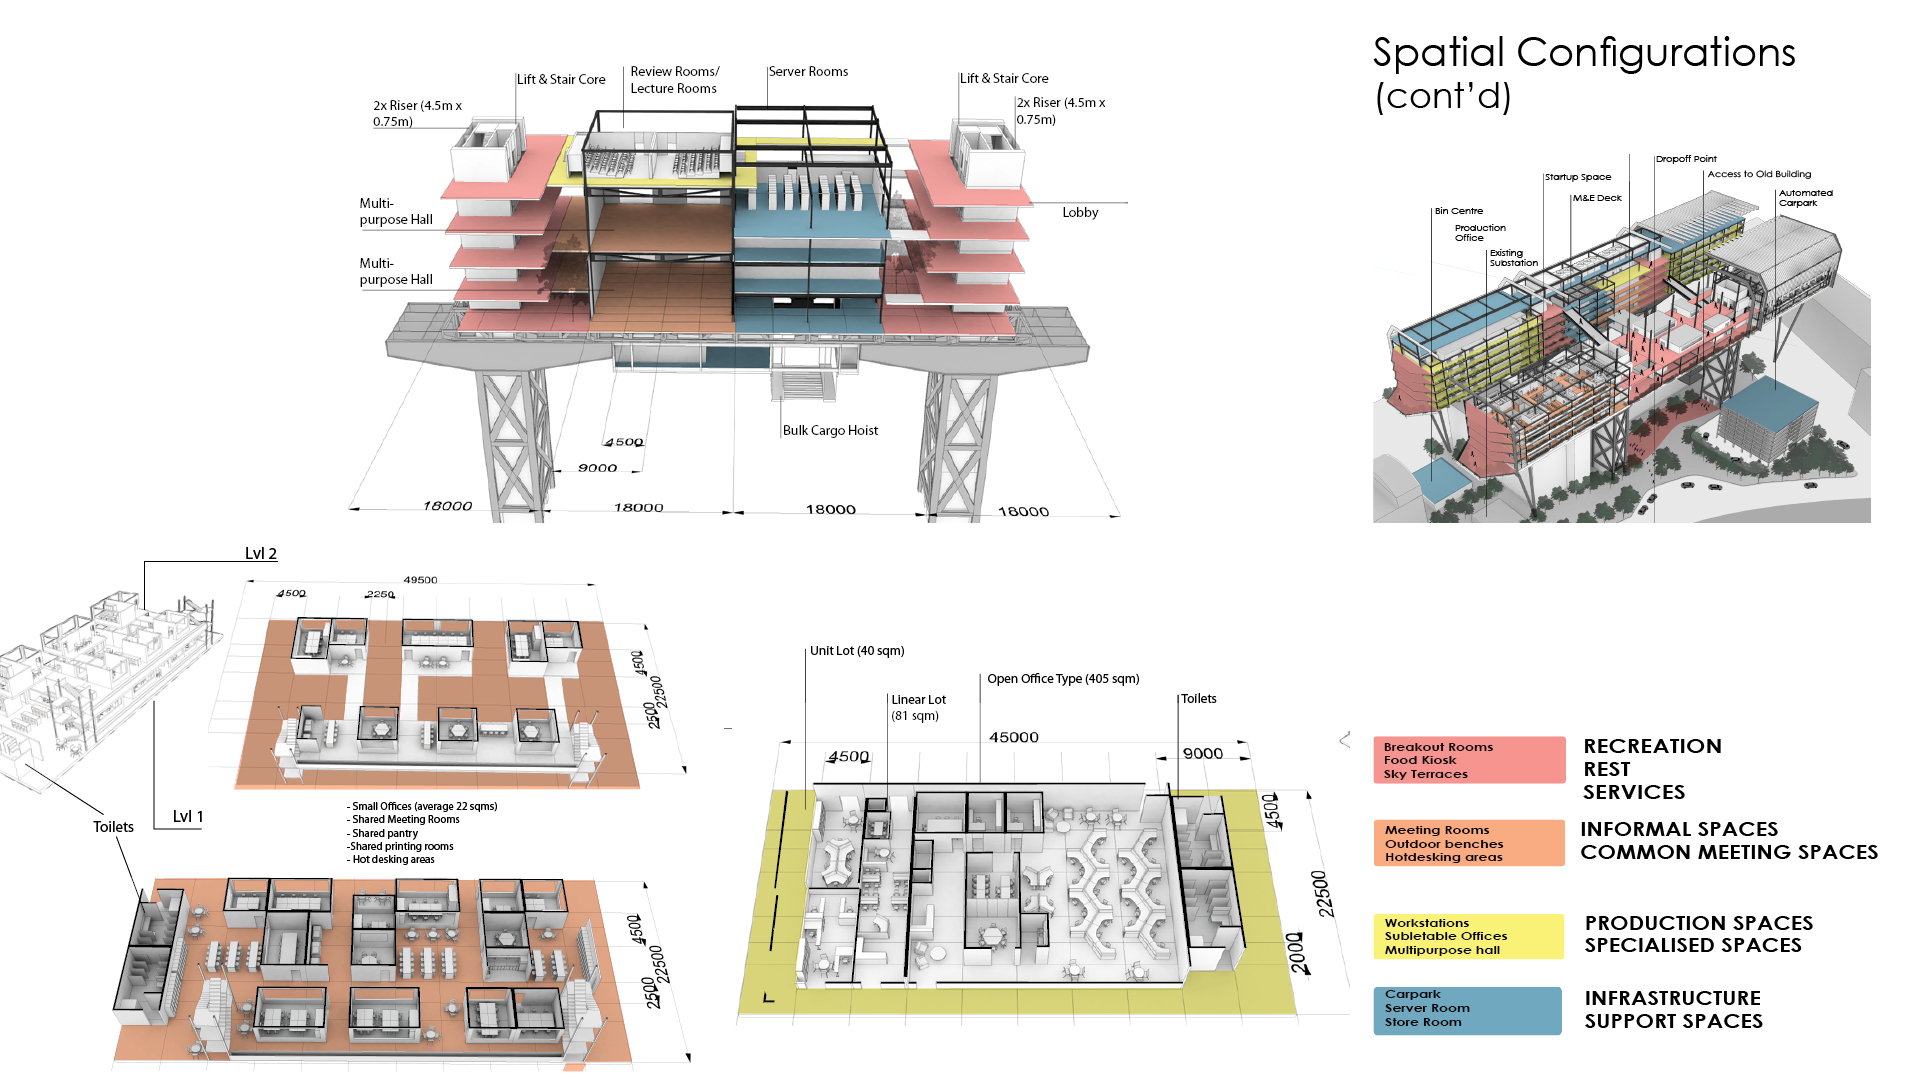 Spatial Configurations
(cont'd)
Lift & Stair Core
Review Rooms/
Lecture Rooms
Server Rooms
Lift & Stair Core
2x Riser (4.5m x
0.75m)
2x Riser (4.5m x
0.75m)
Multi-
purpose Hall
Lobby
Multi-
purpose Hall
Bulk Cargo Hoist
4500
9000
18000
18000
18000
18000
Dropoff Point
Startup Space
Access to Old Building
M&E Deck
Automated
Carpark
Bin Centre
Production
Office
Existing
Substation
Lvl 2
49500
4500
2250
4500
22500
2500
Toilets
Lvl 1
- Small Offices (average 22 sqms)
- Shared Meeting Rooms
- Shared pantry
-Shared printing rooms
- Hot desking areas
4500
22500
2500
Unit Lot (40 sqm)
Open Office Type (405 sqm)
Linear Lot
(81 sqm)
Toilets
45000
4500
9000
4500
22500
2000
Breakout Rooms
Food Kiosk
Sky Terraces
RECREATION
REST
SERVICES
Meeting Rooms
Outdoor benches
Hotdesking areas
INFORMAL SPACES
COMMON MEETING SPACES
Workstations
Subletable Offices
Multipurpose hall
PRODUCTION SPACES
SPECIALISED SPACES
Carpark
Server Room
Store Room
INFRASTRUCTURE
SUPPORT SPACES